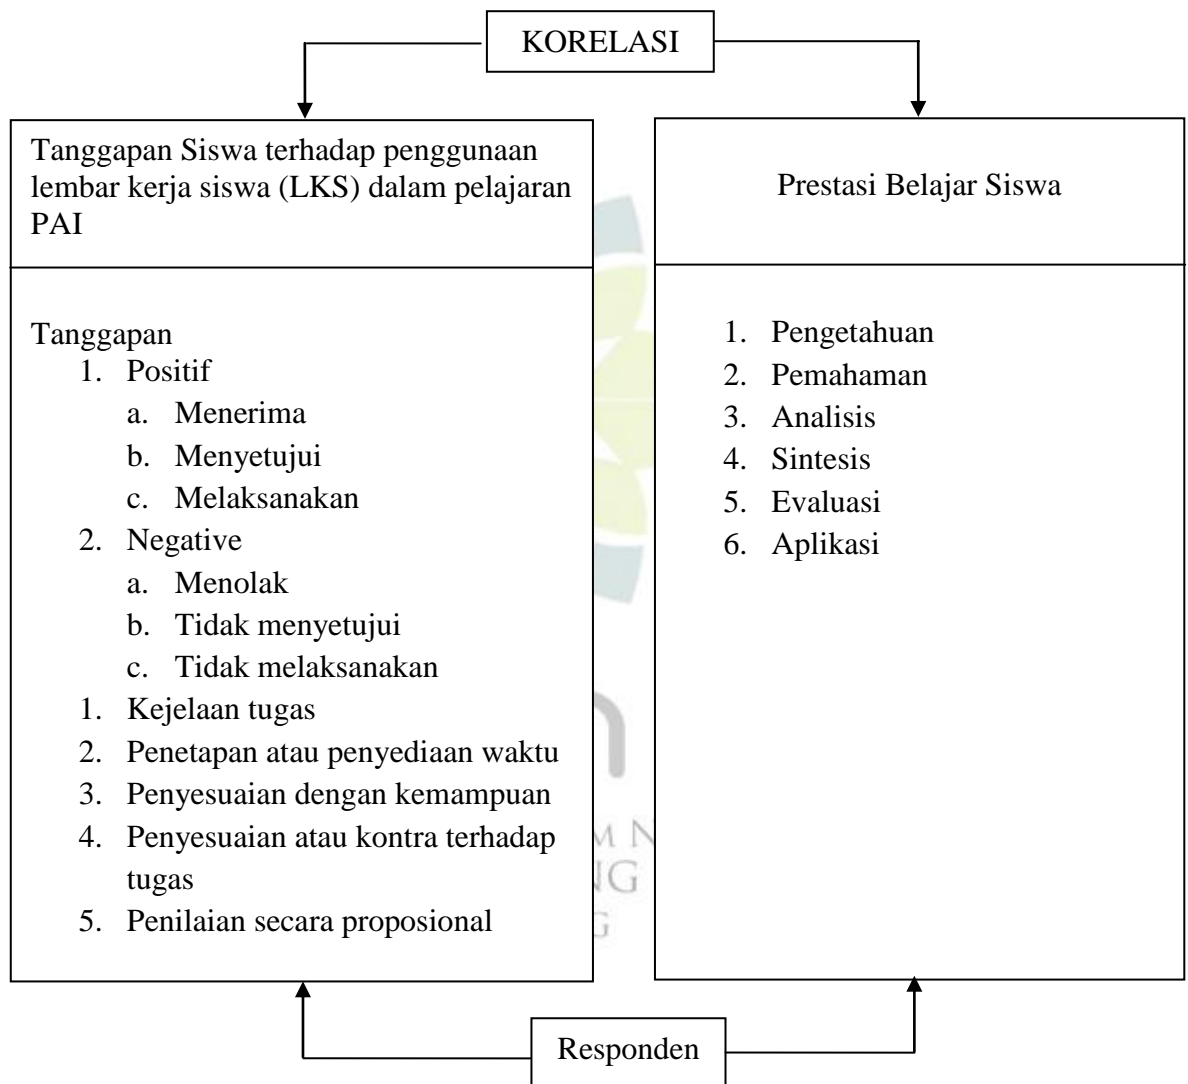 KORELASI
Tanggapan Siswa terhadap penggunaan
lembar kerja siswa (LKS) dalam pelajaran
PAI
Tanggapan
1. Positif
a. Menerima
b. Menyetujui
c. Melaksanakan
2. Negative
a. Menolak
b. Tidak menyetujui
c. Tidak melaksanakan
1. Kejelaan tugas
2. Penetapan atau penyediaan waktu
3. Penyesuaian dengan kemampuan
4. Penyesuaian atau kontra terhadap
tugas
5. Penilaian secara proposional
Prestasi Belajar Siswa
1. Pengetahuan
2. Pemahaman
3. Analisis
4. Sintesis
5. Evaluasi
6. Aplikasi
Responden